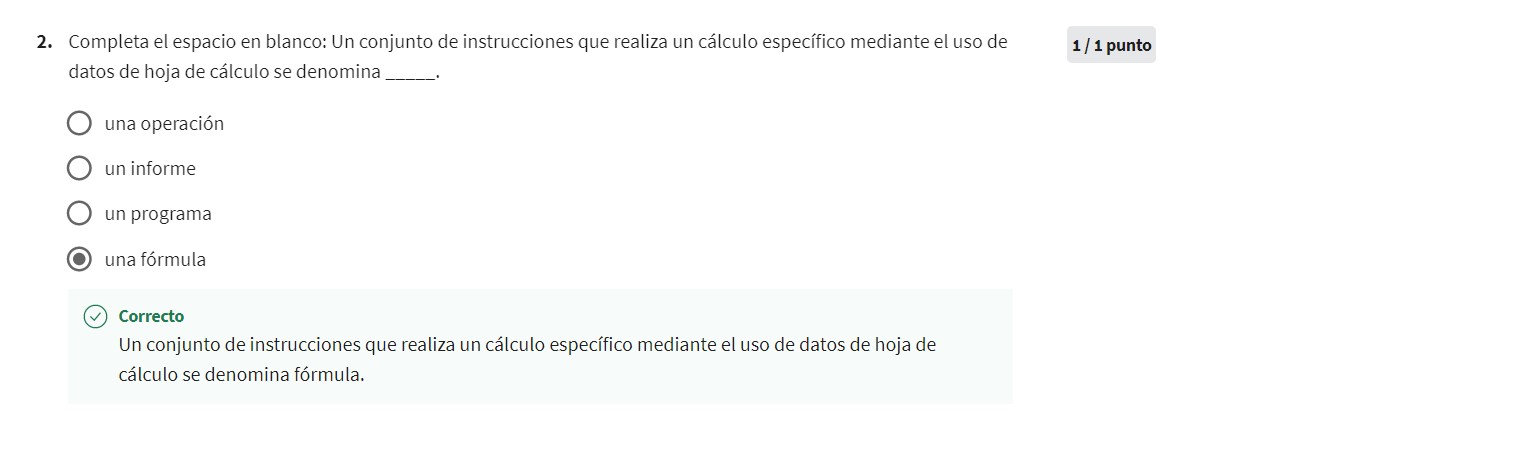 2. Completa el espacio en blanco: Un conjunto de instrucciones que realiza un cálculo específico mediante el uso de
datos de hoja de cálculo se denomina _____.
1 / 1 punto
una operación
un informe
un programa
una fórmula
Correcto
Un conjunto de instrucciones que realiza un cálculo específico mediante el uso de datos de hoja de
cálculo se denomina fórmula.